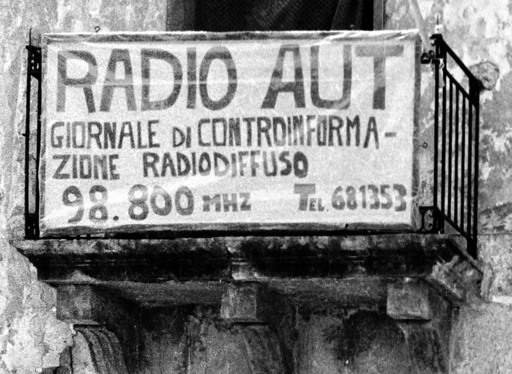 RADIO AUT
GIORNALE DI CONTROINFORMA-
ZIONE RADIODIFFUSO
98.800 MHZ TEL. 681353